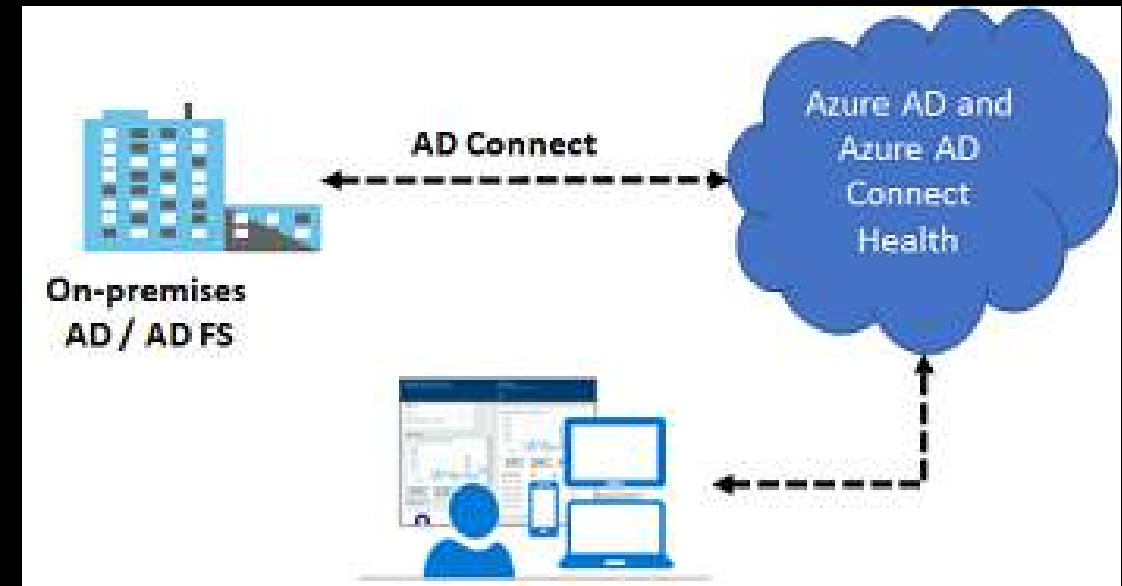 AD Connect
Azure AD and
Azure AD
Connect
Health
On-premises
AD / AD FS